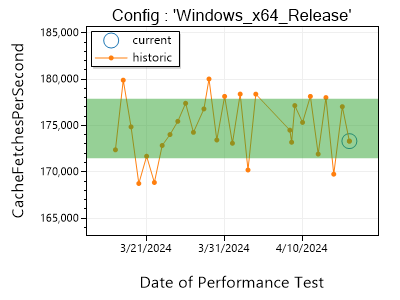 Config : 'Windows_x64_Release'
current
historic
CacheFetchesPerSecond
185,000
180,000
175,000
170,000
165,000
3/21/2024
3/31/2024
4/10/2024
Date of Performance Test